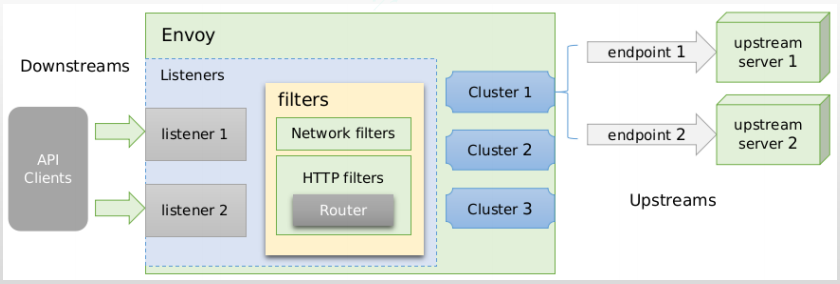 Envoy
Downstreams
Listeners
API
Clients
listener 1
listener 2
filters
Network filters
HTTP filters
Router
Cluster 1
Cluster 2
Cluster 3
endpoint 1
endpoint 2
upstream
server 1
upstream
server 2
Upstreams